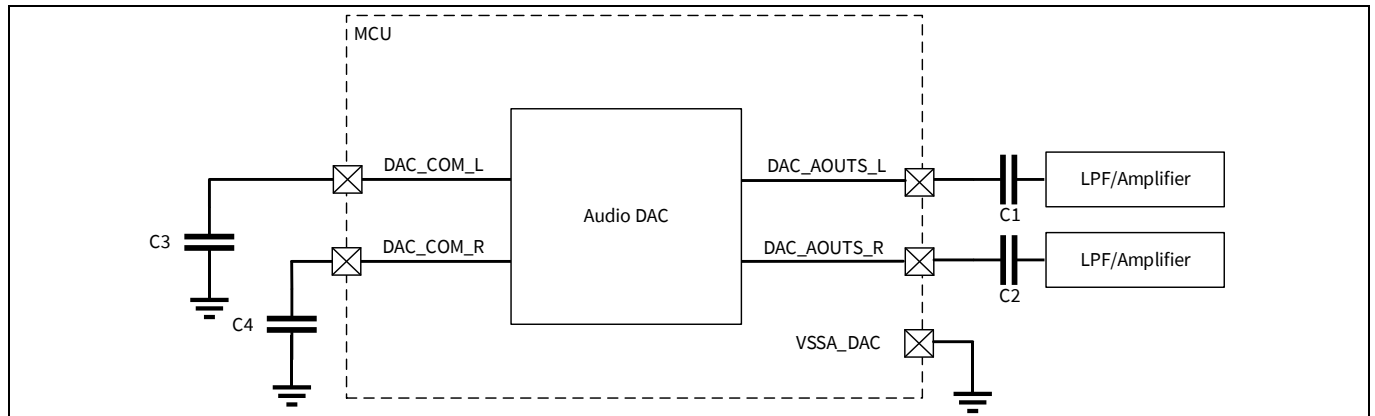 MCU
DAC_COM_L
DAC_AOUTS_L
LPF/Amplifier
C1
Audio DAC
C3
DAC_COM_R
DAC_AOUTS_R
LPF/Amplifier
C2
C4
VSSA_DAC